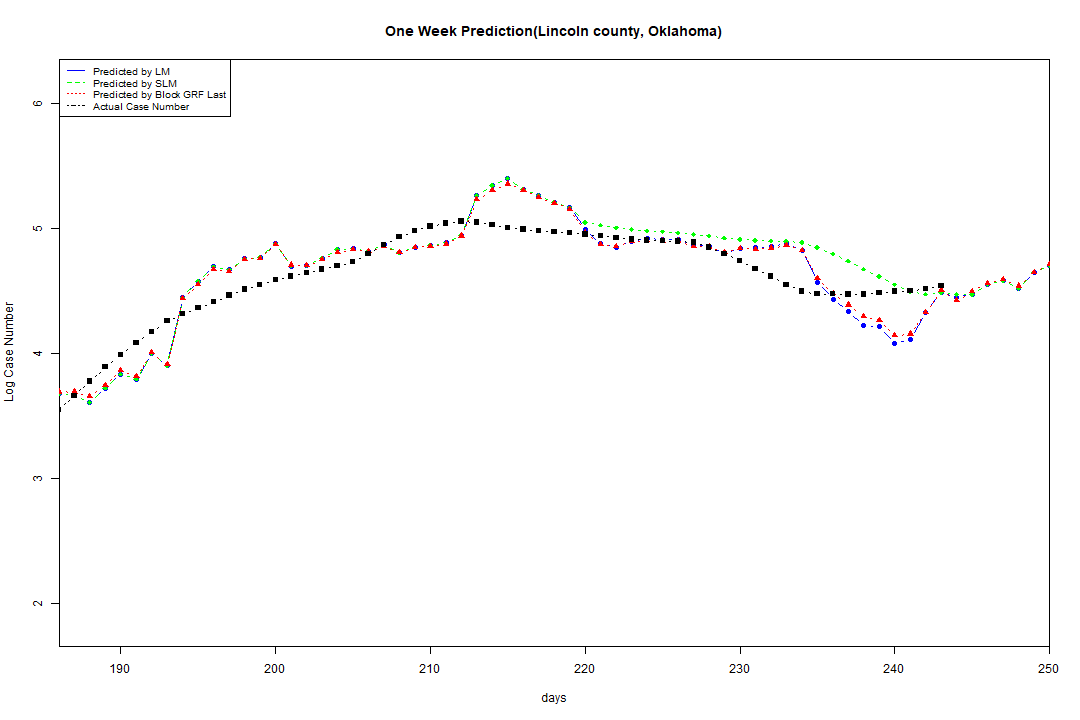 One Week Prediction(Lincoln county, Oklahoma)
Predicted by LM
Predicted by SLM
Predicted by Block GRF Last
Actual Case Number
Log Case Number
6
5
4
3
2
190 200 210 220 230 240 250
days